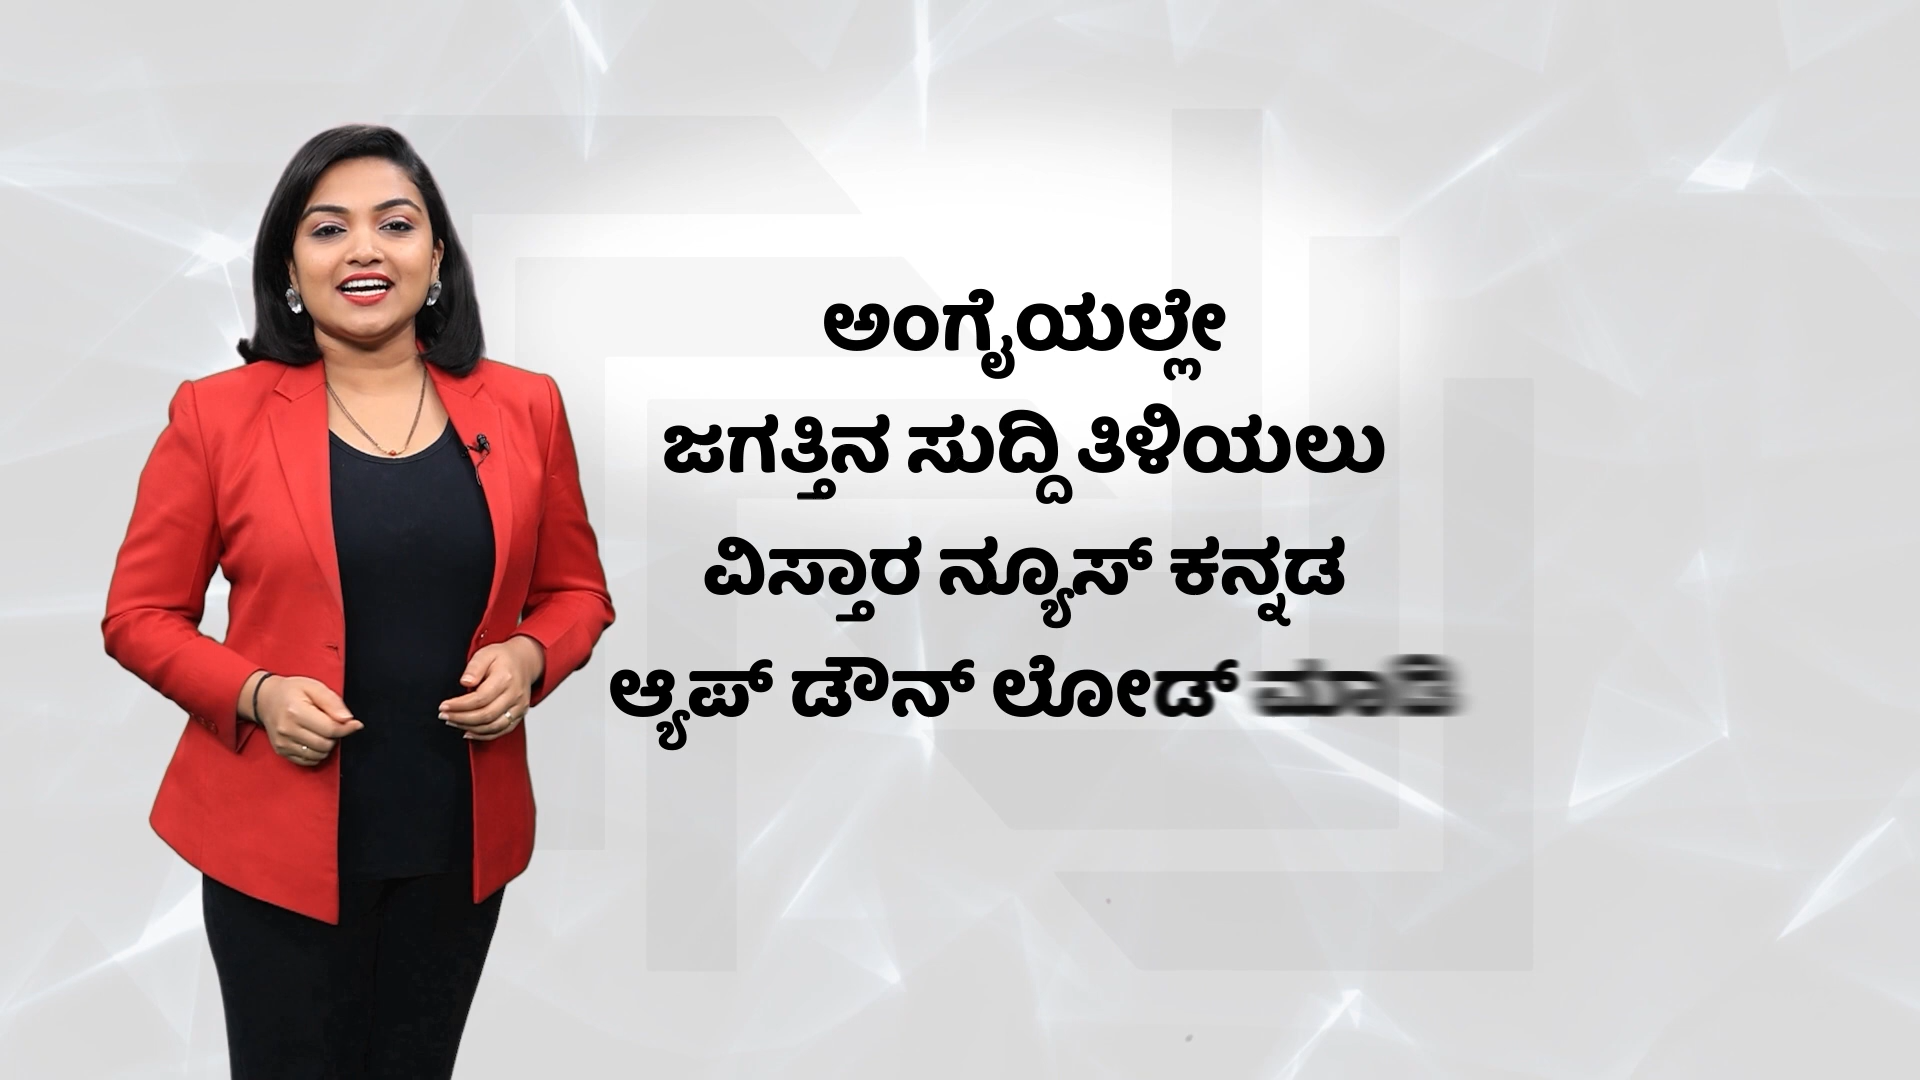 ಅಂಗೈಯಲ್ಲೇ
ಜಗತ್ತಿನ ಸುದ್ದಿ ತಿಳಿಯಲು
ವಿಸ್ತಾರ ನ್ಯೂಸ್ ಕನ್ನಡ
ಆ್ಯಪ್ ಡೌನ್ ಲೋಡ್ ಮಾಡಿ